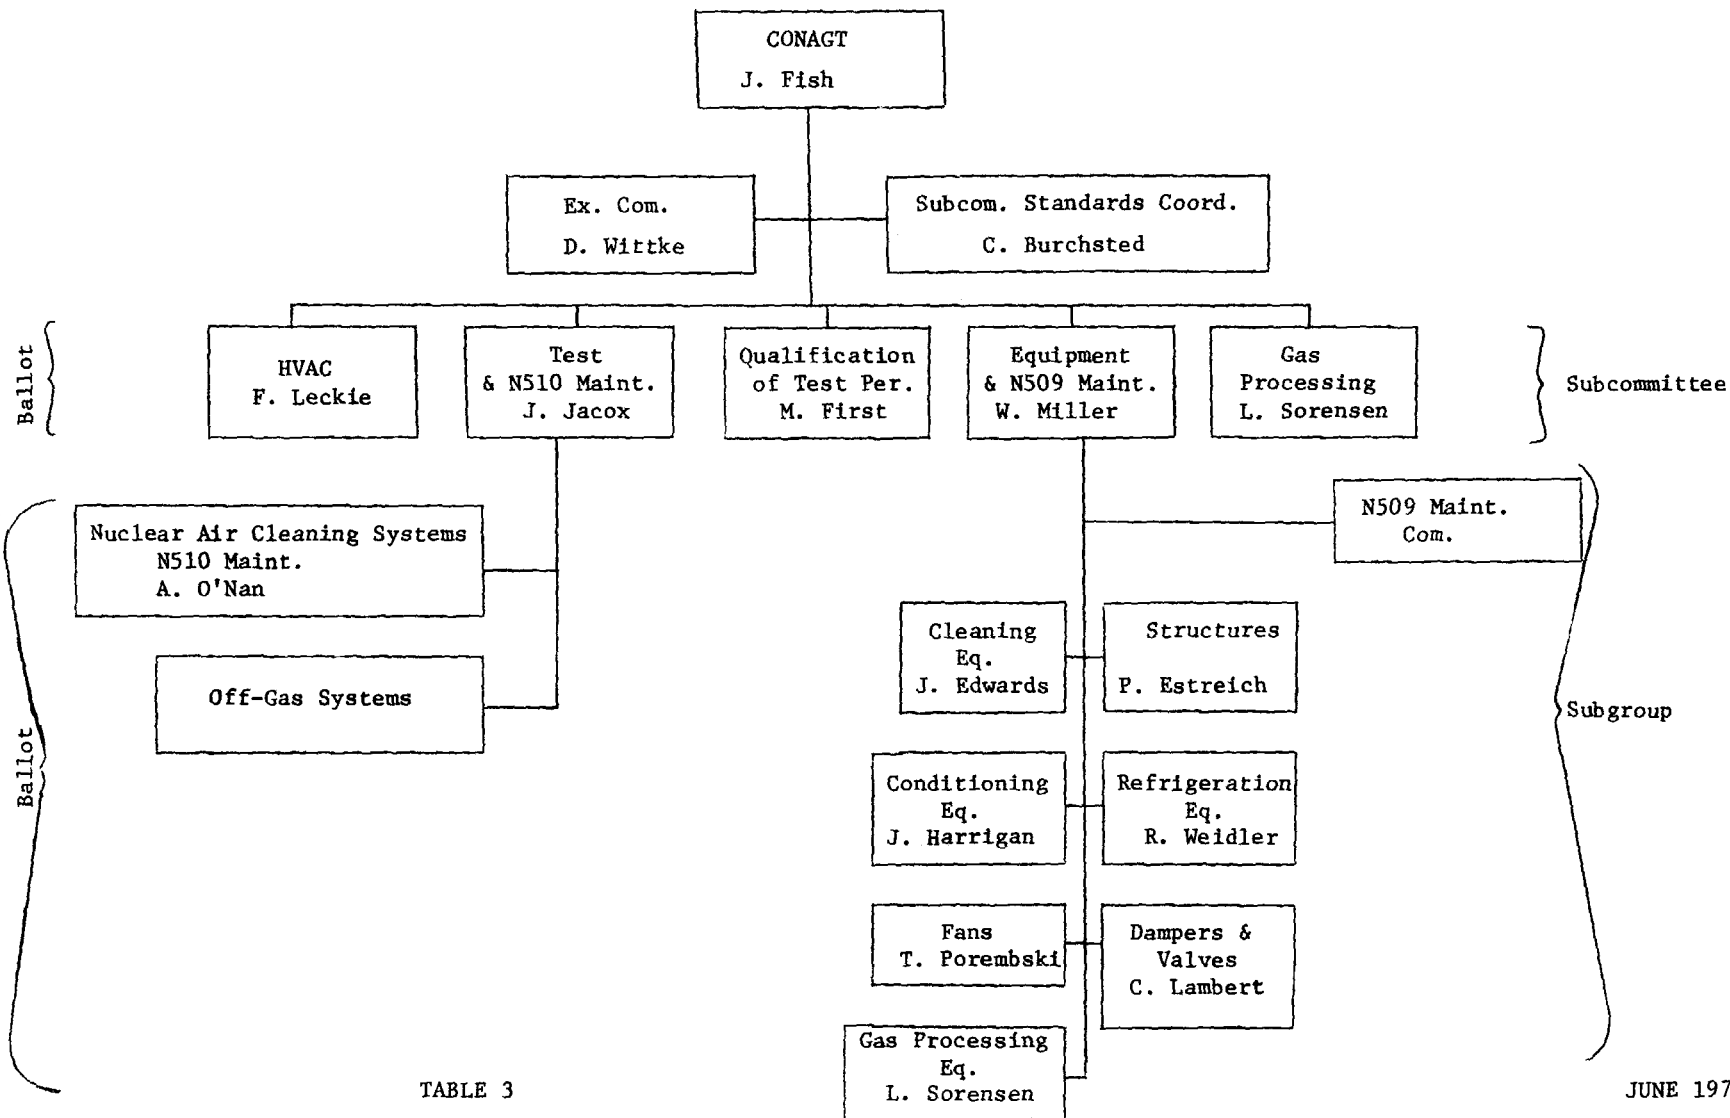 CONAGT
J. Fish
Ex. Com.
D. Wittke
Subcom. Standards Coord.
C. Burchsted
Ballot
HVAC
F. Leckie
Test
& N510 Maint.
J. Jacox
Qualification
of Test Per.
M. First
Equipment
& N509 Maint.
W. Miller
Gas
Processing
L. Sorensen
Subcommittee
Ballot
Nuclear Air Cleaning Systems
N510 Maint.
A. O'Nan
Off-Gas Systems
N509 Maint.
Com.
Cleaning
Eq.
J. Edwards
Structures
P. Estreich
Conditioning
Eq.
J. Harrigan
Refrigeration
Eq.
R. Weidler
Fans
T. Porembski
Dampers &
Valves
C. Lambert
Gas Processing
Eq.
L. Sorensen
Subgroup
TABLE 3
JUNE 197